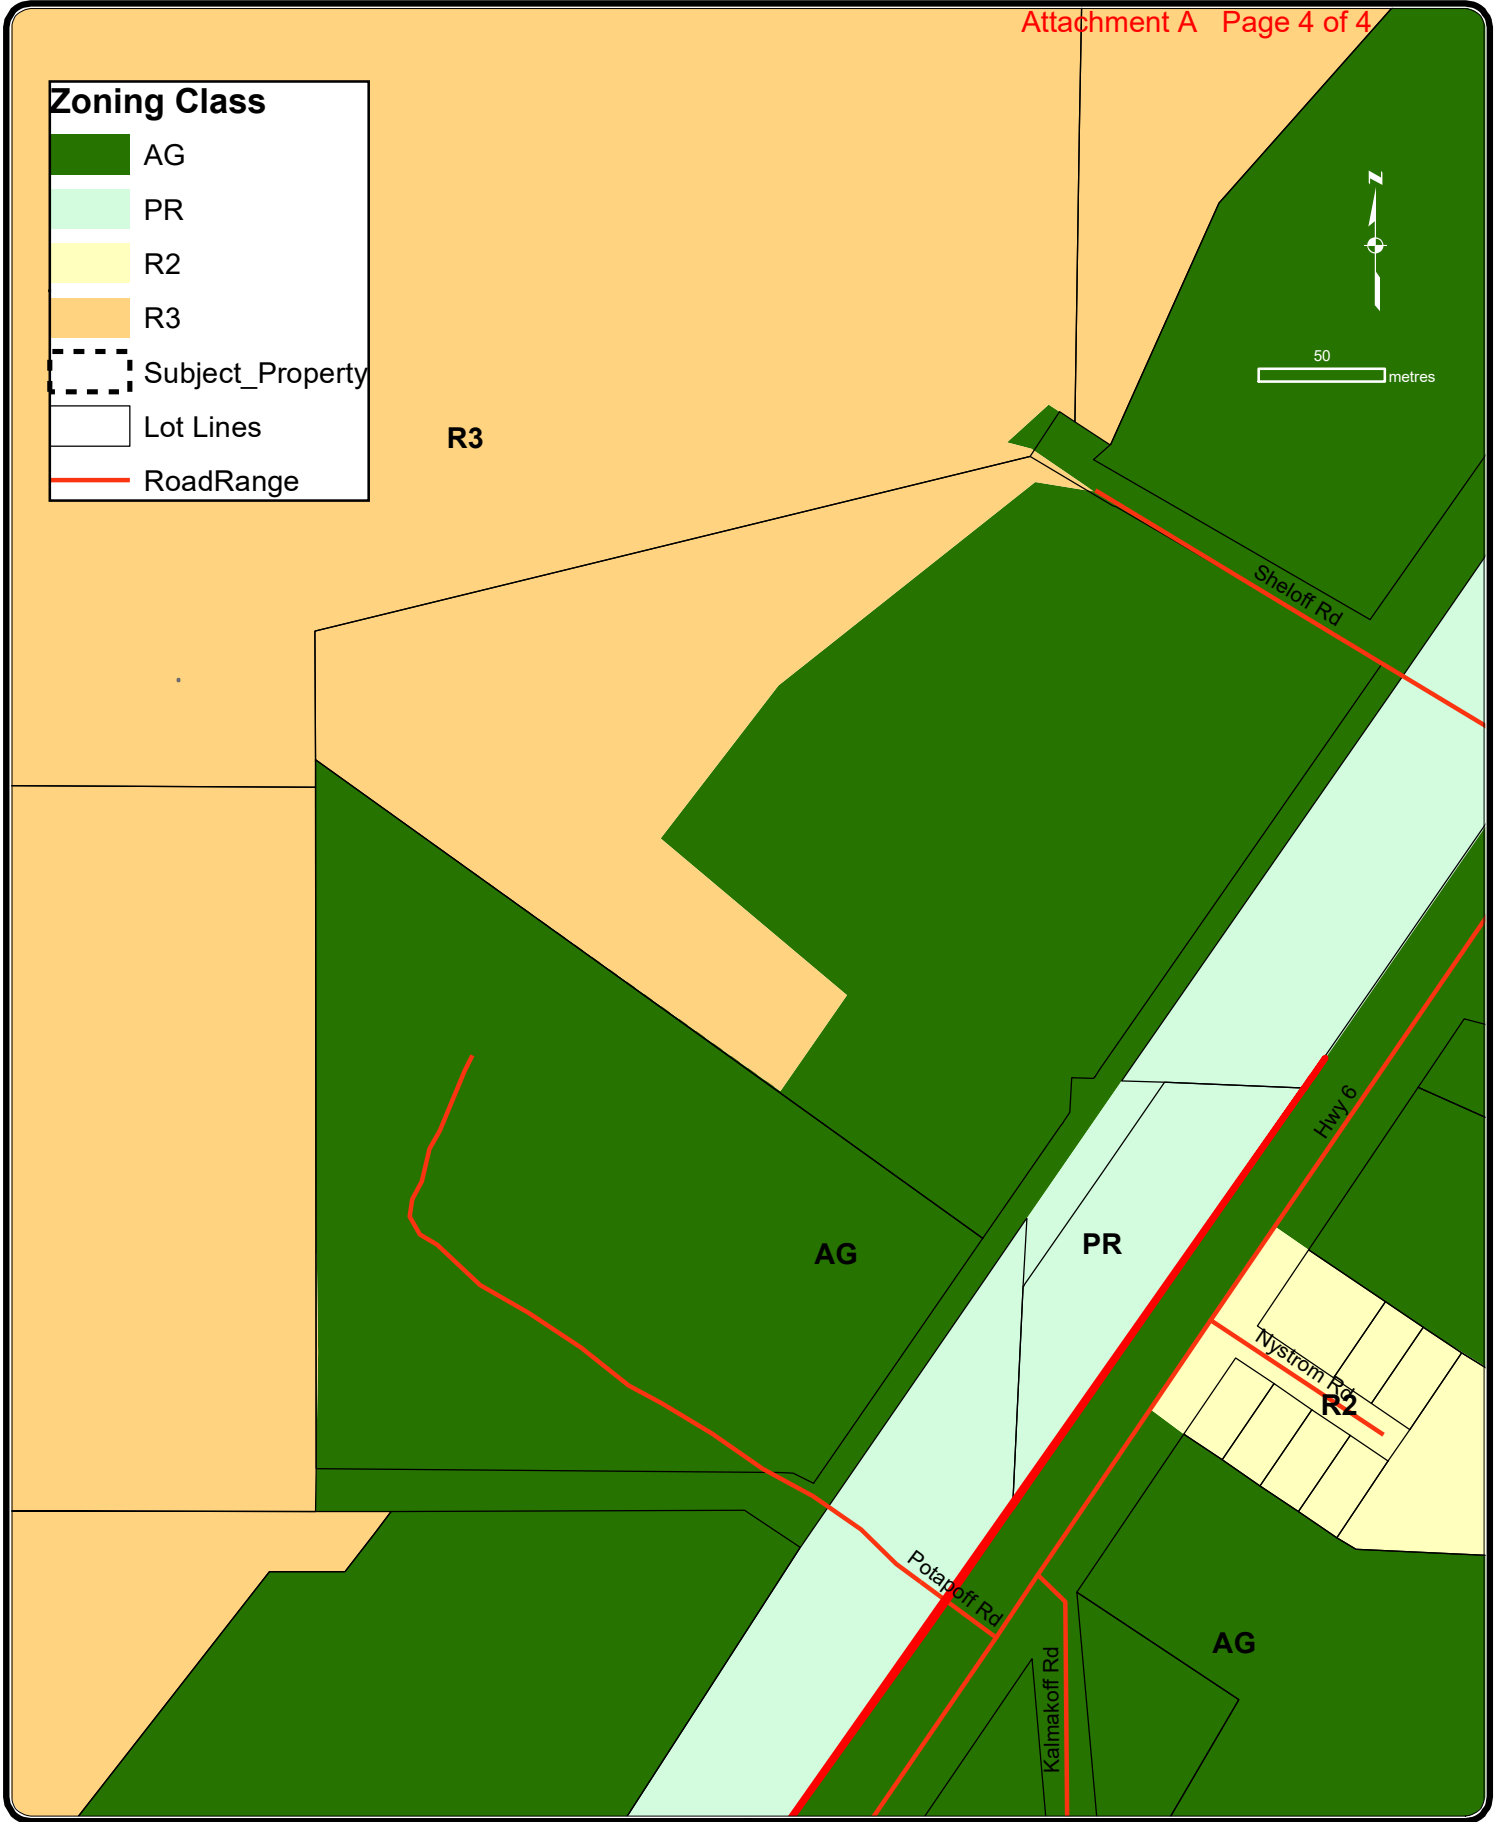 Attachment A Page 4 of 4
Zoning Class
AG
PR
R2
R3
Subject_Property
Lot Lines
RoadRange
N
50
metres
R3
Sheloff Rd
Hwy 6
PR
AG
Nystrom Rd
R2
Potapoff Rd
AG
Kalmakoff Rd